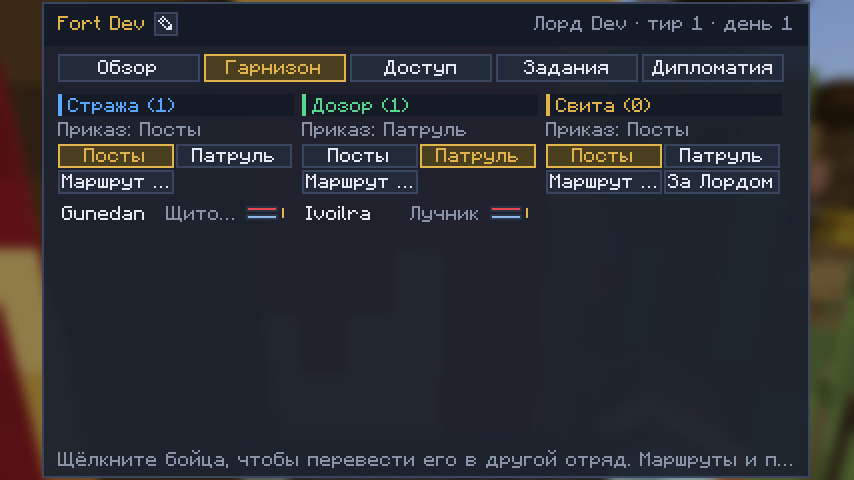 Fort Dev Лорд Dev · тир 1 · день 1
Обзор Гарнизон Доступ Задания Дипломатия
Стража (1) Дозор (1) Свита (0)
Приказ: Посты Приказ: Патруль Приказ: Посты
Посты Патруль Посты Патруль Посты Патруль
Маршрут ... Маршрут ... Маршрут ... За Лордом
Gunedan Щито... Ivoilra Лучник
Щёлкните бойца, чтобы перевести его в другой отряд. Маршруты и п...